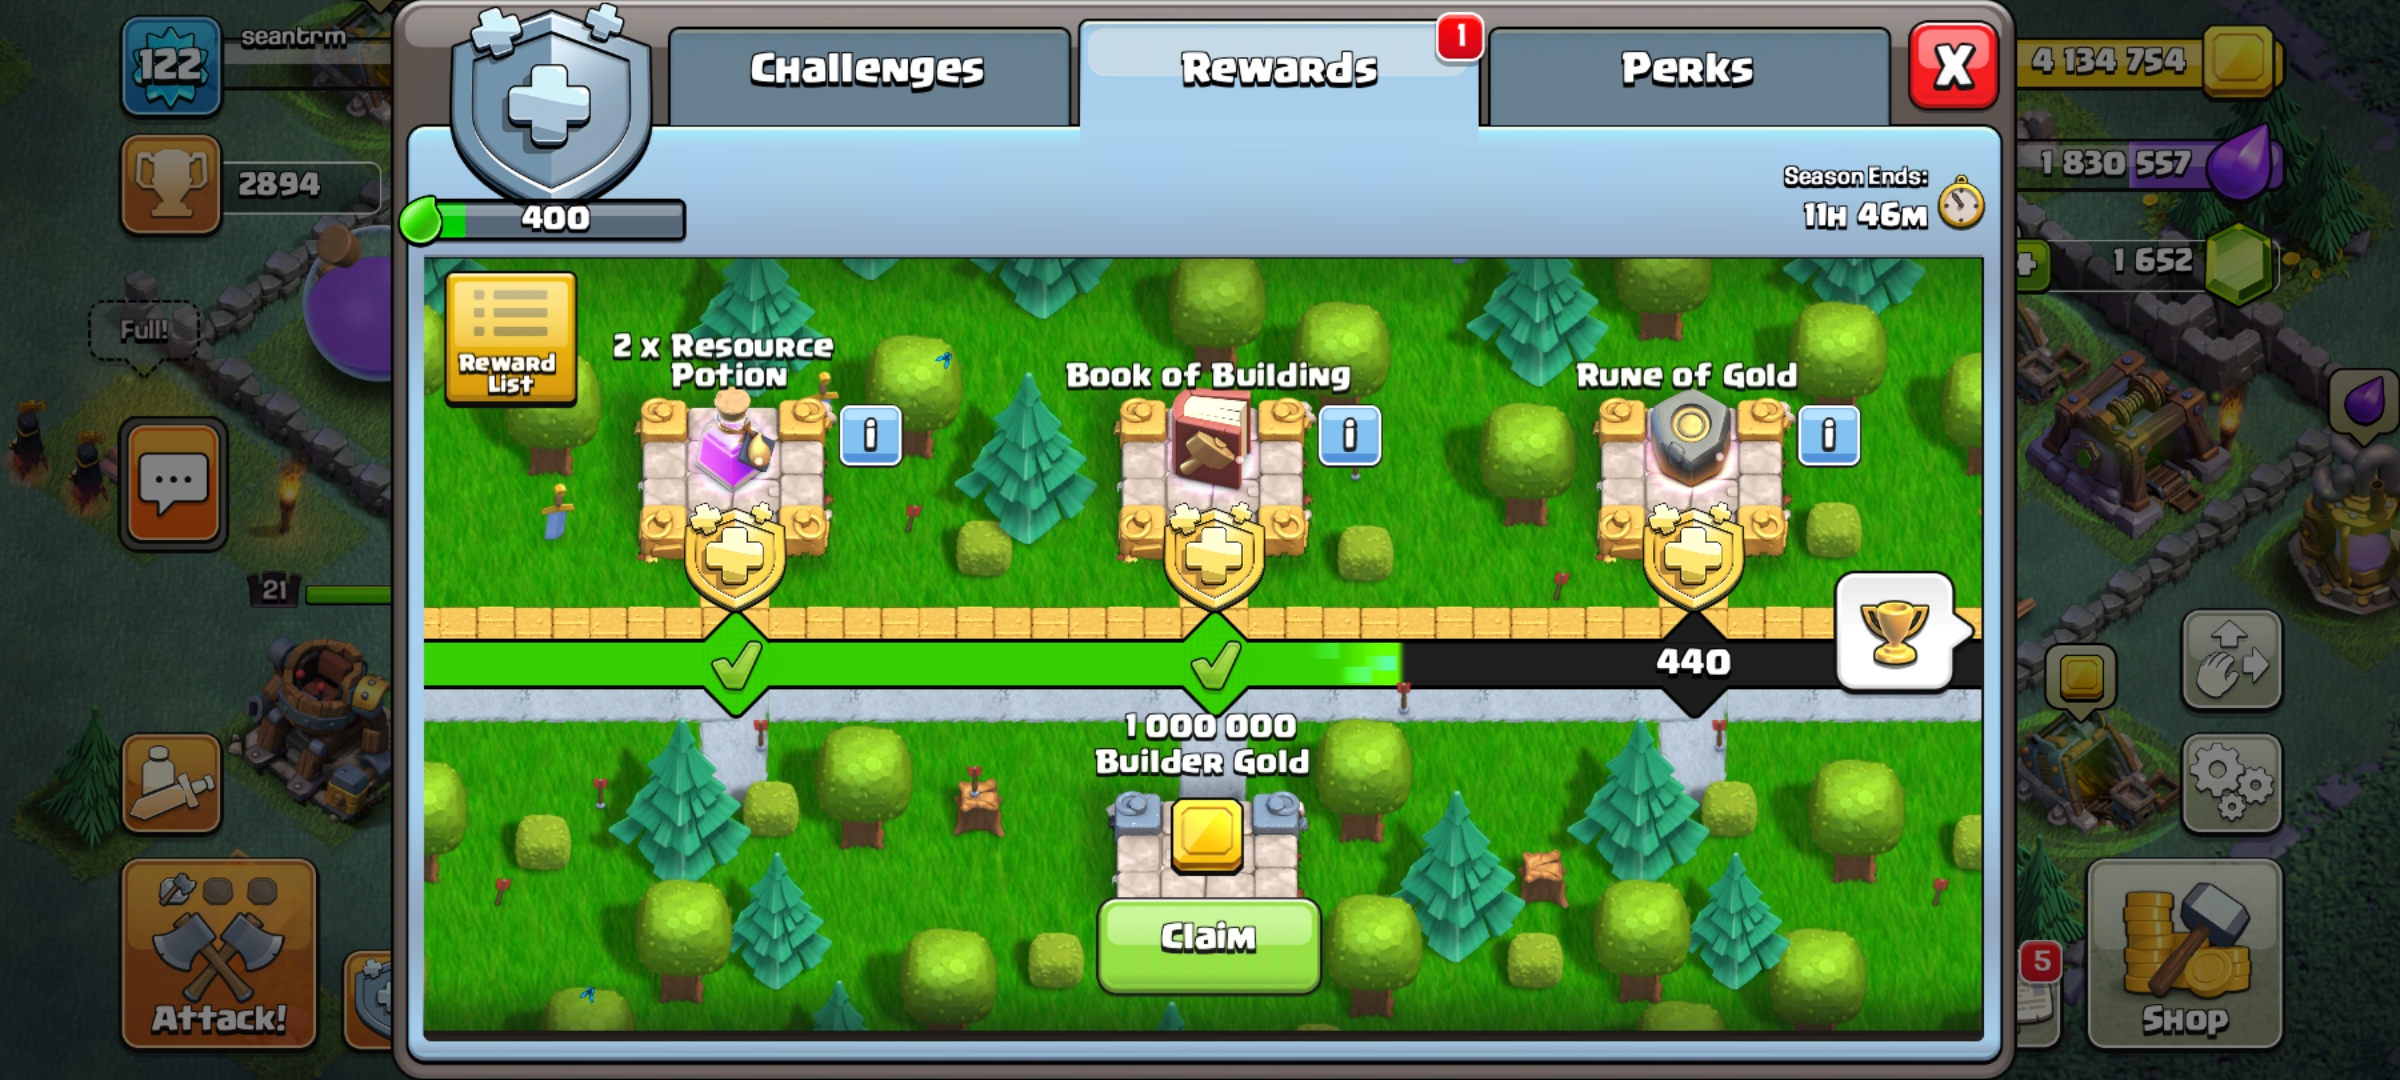 122
seantrm
Challenges
Rewards
1
Perks
X
4 134 754
2894
1 830 557
400
Season Ends:
11H 46M
1 652
Full!
Reward
List
2 x Resource
Potion
Book of Building
Rune of Gold
i
i
i
21
440
1 000 000
Builder Gold
Claim
5
Attack!
Shop